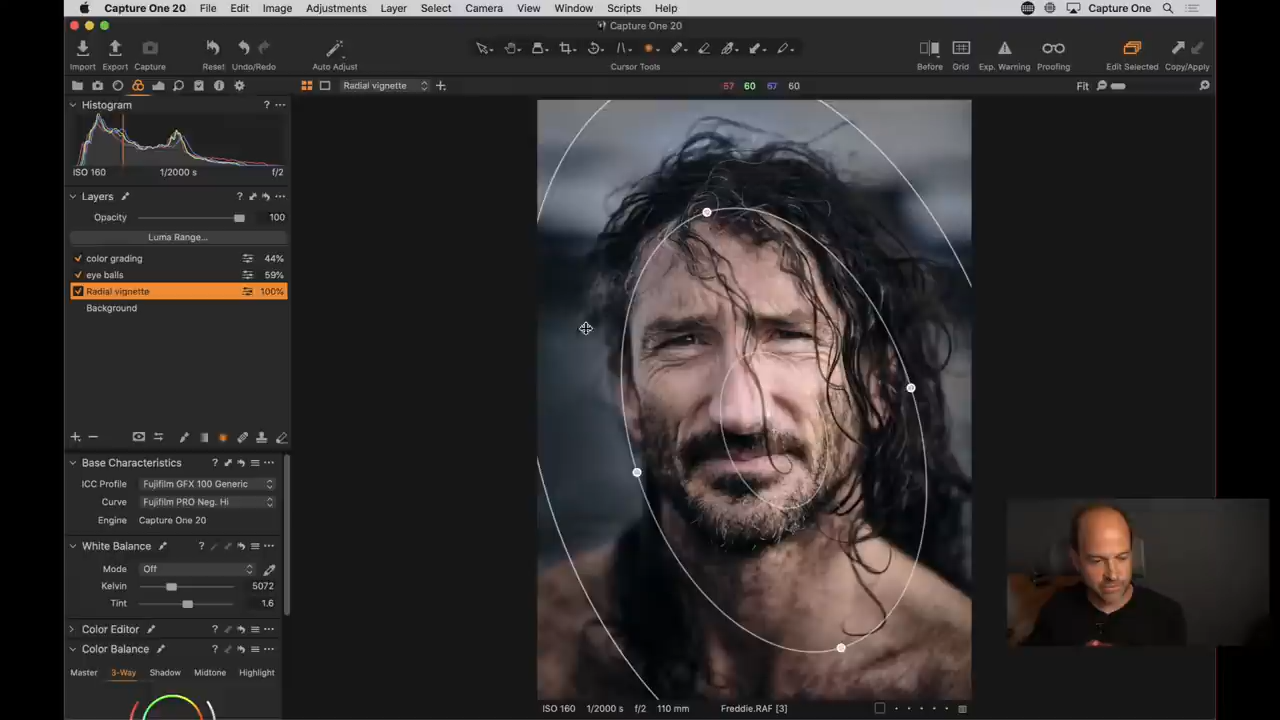 Capture One 20 File Edit Image Adjustments Layer Select Camera View Window Scripts Help Capture One
Capture One 20
Import Export Capture Reset Undo/Redo Auto Adjust Cursor Tools Before Grid Exp. Warning Proofing Edit Selected Copy/Apply
Radial vignette 57 60 67 60 Fit
Histogram ?
ISO 160 1/2000 s f/2
Layers ?
Opacity 100
Luma Range...
color grading 44%
eye balls 59%
Radial vignette 100%
Background
Base Characteristics ?
ICC Profile Fujifilm GFX 100 Generic
Curve Fujifilm PRO Neg. Hi
Engine Capture One 20
White Balance ?
Mode Off
Kelvin 5072
Tint 1.6
Color Editor ?
Color Balance ?
Master 3-Way Shadow Midtone Highlight
ISO 160 1/2000 s f/2 110 mm Freddie.RAF [3]